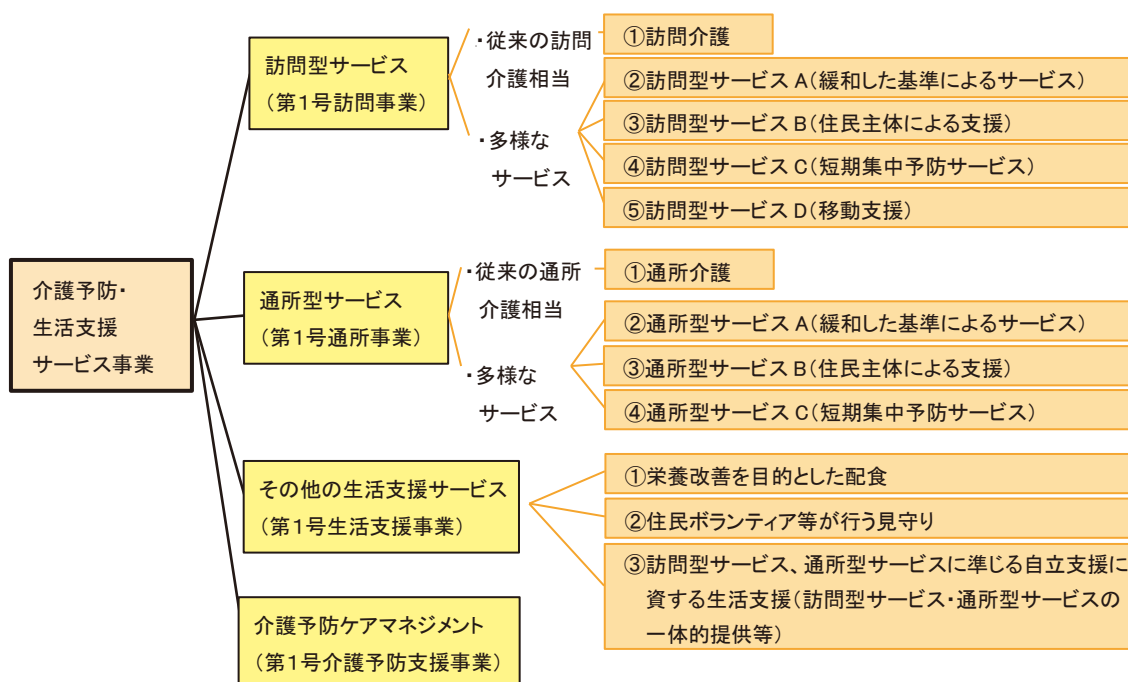 介護予防・
生活支援
サービス事業
訪問型サービス
(第1号訪問事業)
・従来の訪問
介護相当
①訪問介護
・多様な
サービス
②訪問型サービス A(緩和した基準によるサービス)
③訪問型サービス B(住民主体による支援)
④訪問型サービス C(短期集中予防サービス)
⑤訪問型サービス D(移動支援)
通所型サービス
(第1号通所事業)
・従来の通所
介護相当
①通所介護
・多様な
サービス
②通所型サービス A(緩和した基準によるサービス)
③通所型サービス B(住民主体による支援)
④通所型サービス C(短期集中予防サービス)
その他の生活支援サービス
(第1号生活支援事業)
①栄養改善を目的とした配食
②住民ボランティア等が行う見守り
③訪問型サービス、通所型サービスに準じる自立支援に
資する生活支援(訪問型サービス・通所型サービスの
一体的提供等)
介護予防ケアマネジメント
(第1号介護予防支援事業)